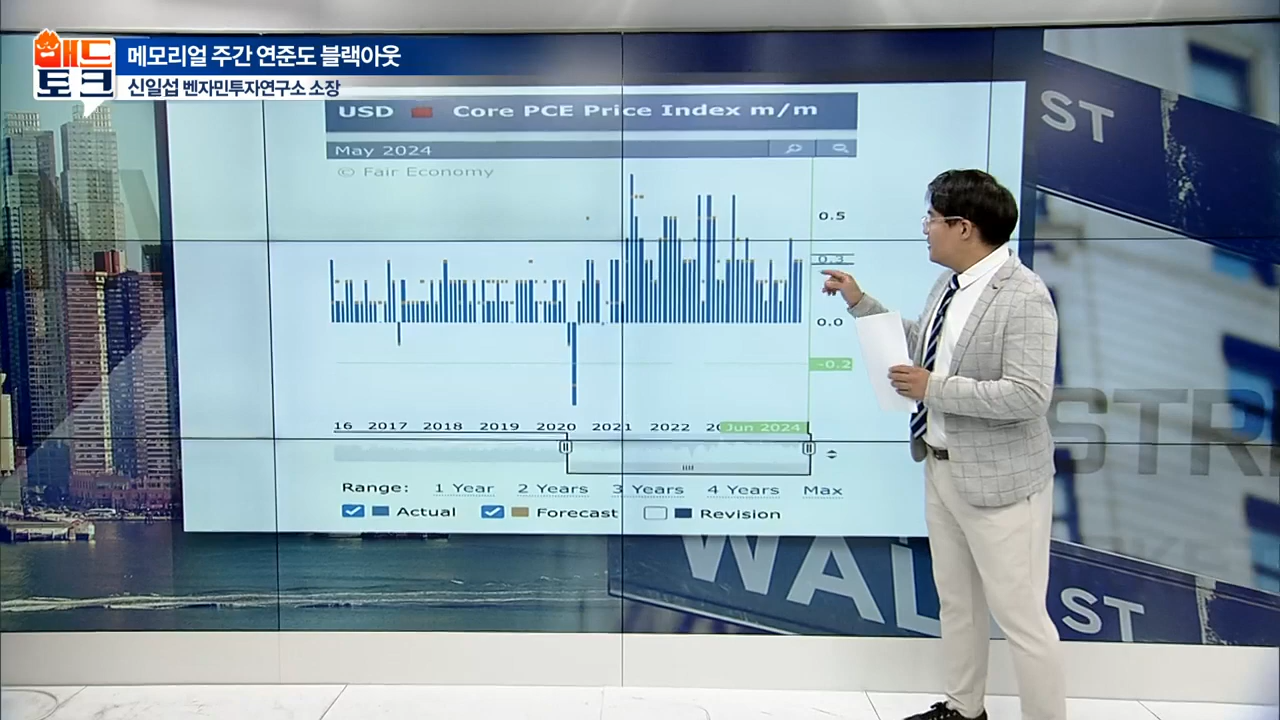 매드
토크
메모리얼 주간 연준도 블랙아웃
신일섭 벤자민투자연구소 소장
USD Core PCE Price Index m/m
May 2024
© Fair Economy
0.5
0.3
0.0
-0.2
16 2017 2018 2019 2020 2021 2022 20 Jun 2024
Range: 1 Year 2 Years 3 Years 4 Years Max
Actual Forecast Revision
ST
STR
WALL
ST